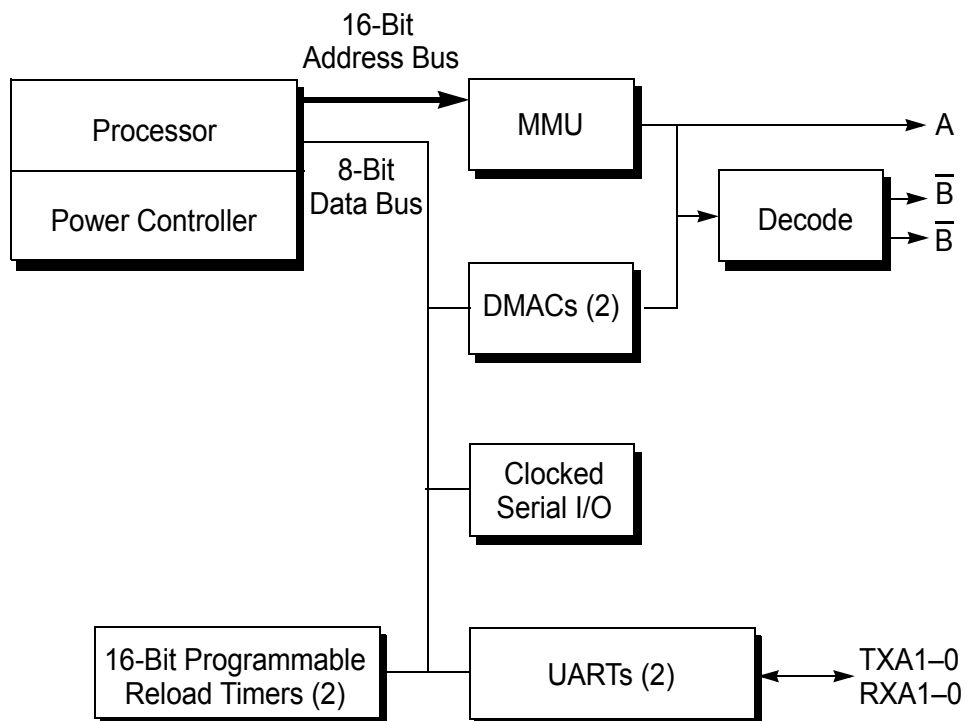 16-Bit
Address Bus
Processor
MMU
A
8-Bit
Data Bus
Power Controller
Decode
B̅
B̅
DMACs (2)
Clocked
Serial I/O
16-Bit Programmable
Reload Timers (2)
UARTs (2)
TXA1–0
RXA1–0